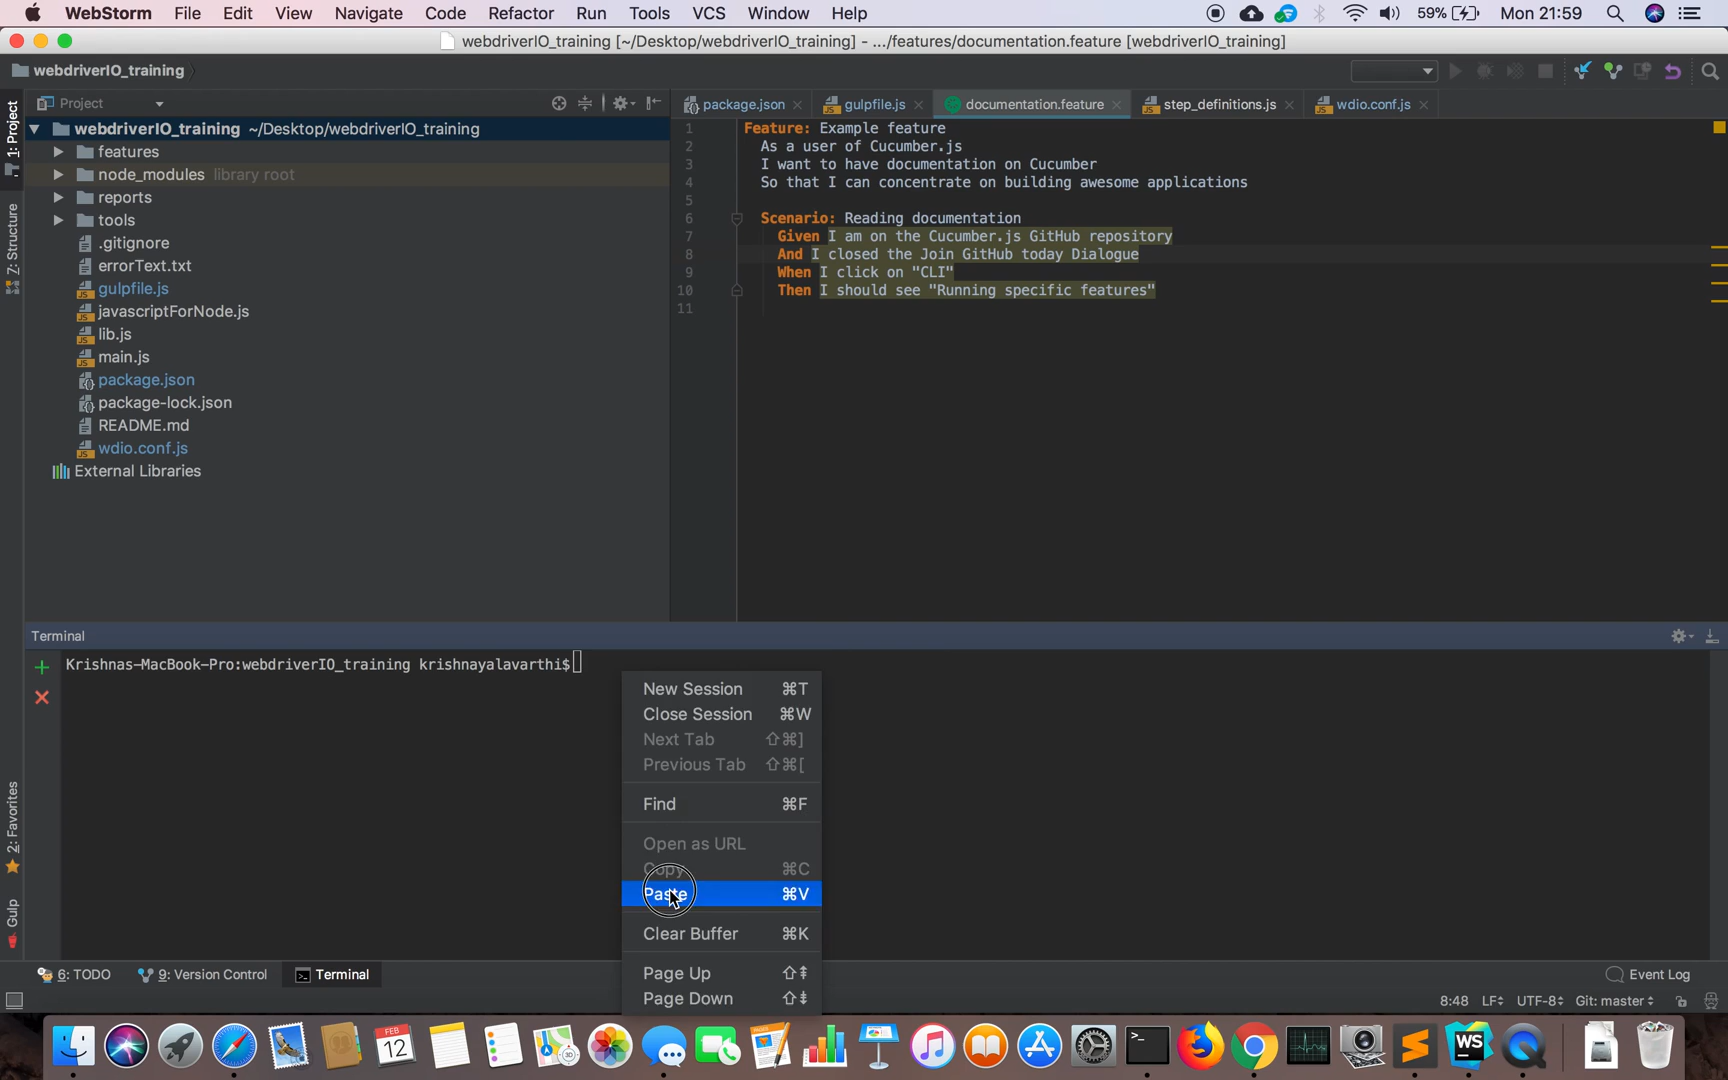 WebStorm File Edit View Navigate Code Refactor Run Tools VCS Window Help 59% Mon 21:59
webdriverIO_training [~/Desktop/webdriverIO_training] - .../features/documentation.feature [webdriverIO_training]
webdriverIO_training
Project
package.json gulpfile.js documentation.feature step_definitions.js wdio.conf.js
1: Project
Z: Structure
2: Favorites
Gulp
webdriverIO_training ~/Desktop/webdriverIO_training
features
node_modules library root
reports
tools
.gitignore
errorText.txt
gulpfile.js
javascriptForNode.js
lib.js
main.js
package.json
package-lock.json
README.md
wdio.conf.js
External Libraries
1 Feature: Example feature
2 As a user of Cucumber.js
3 I want to have documentation on Cucumber
4 So that I can concentrate on building awesome applications
5
6 Scenario: Reading documentation
7 Given I am on the Cucumber.js GitHub repository
8 And I closed the Join GitHub today Dialogue
9 When I click on "CLI"
10 Then I should see "Running specific features"
11
Terminal
Krishnas-MacBook-Pro:webdriverIO_training krishnayalavarthi$
New Session ⌘T
Close Session ⌘W
Next Tab ⇧⌘]
Previous Tab ⇧⌘[
Find ⌘F
Open as URL
Copy ⌘C
Paste ⌘V
Clear Buffer ⌘K
Page Up ⇧⇞
Page Down ⇧⇟
6: TODO 9: Version Control Terminal Event Log
8:48 LF UTF-8 Git: master
FEB
12
WS